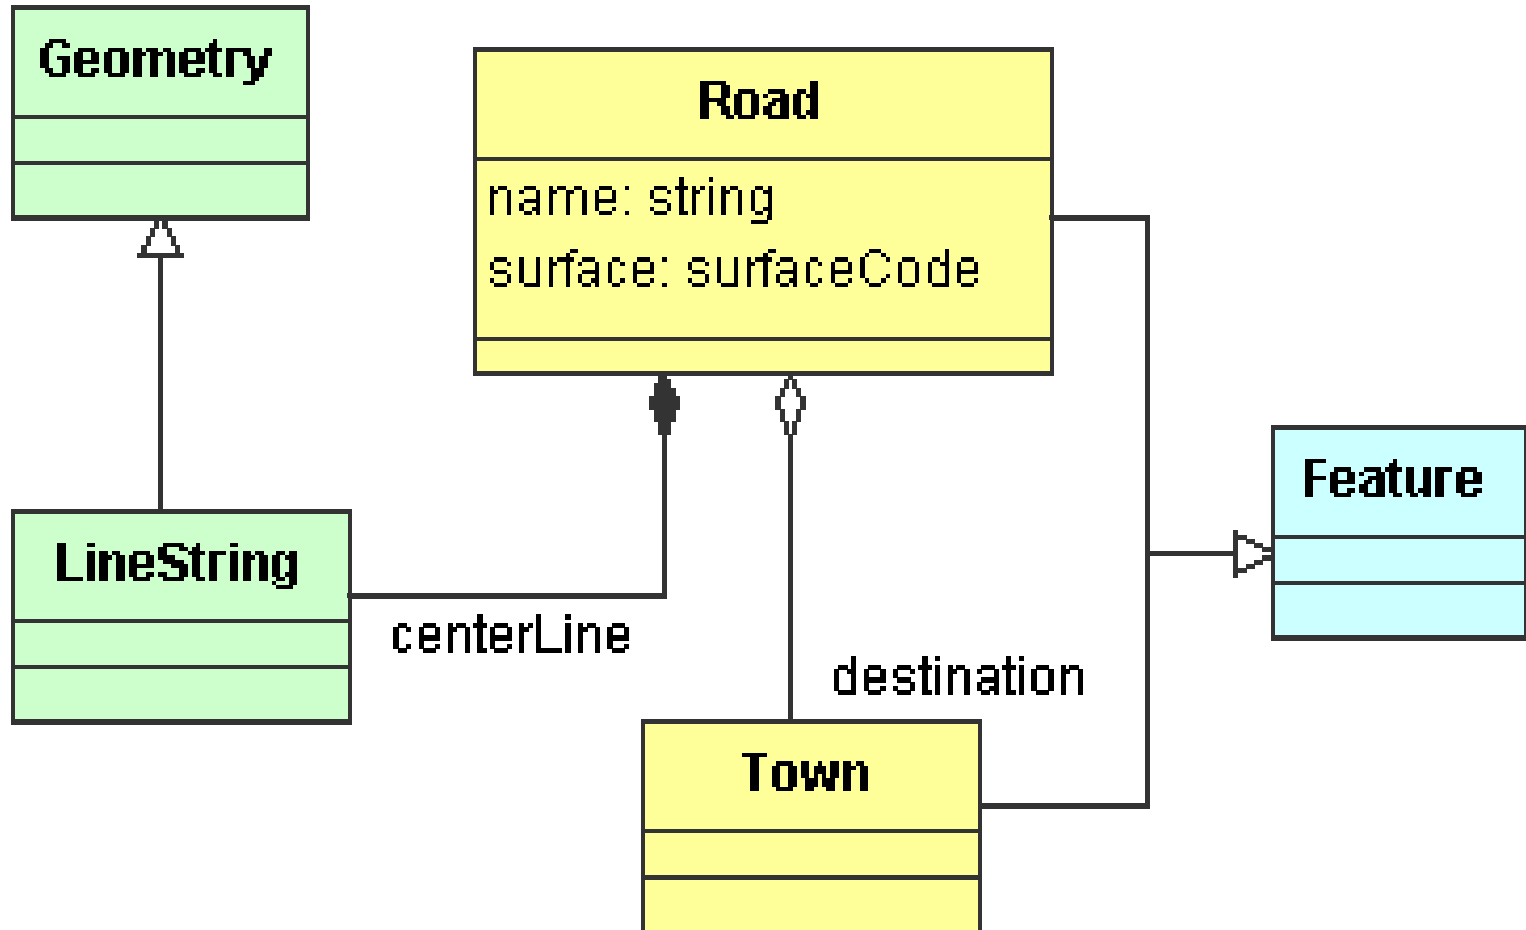 Geometry
Road
name: string
surface: surfaceCode
Feature
LineString
centerLine
destination
Town